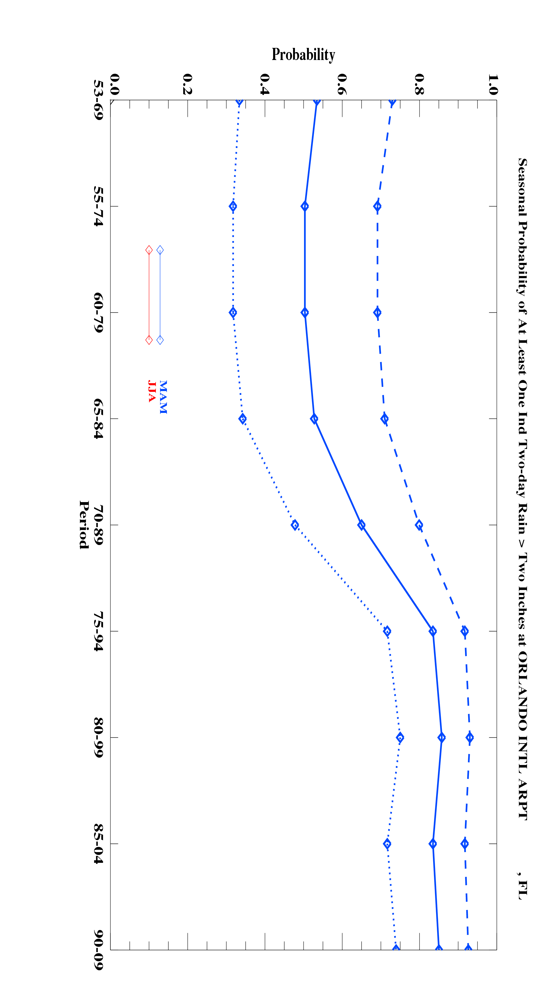 Seasonal Probability of At Least One Ind Two-day Rain > Two Inches at ORLANDO INTL ARPT , FL
1.0
0.8
0.6
0.4
0.2
0.0
Probability
MAM
JJA
53-69 55-74 60-79 65-84 70-89 75-94 80-99 85-04 90-09
Period